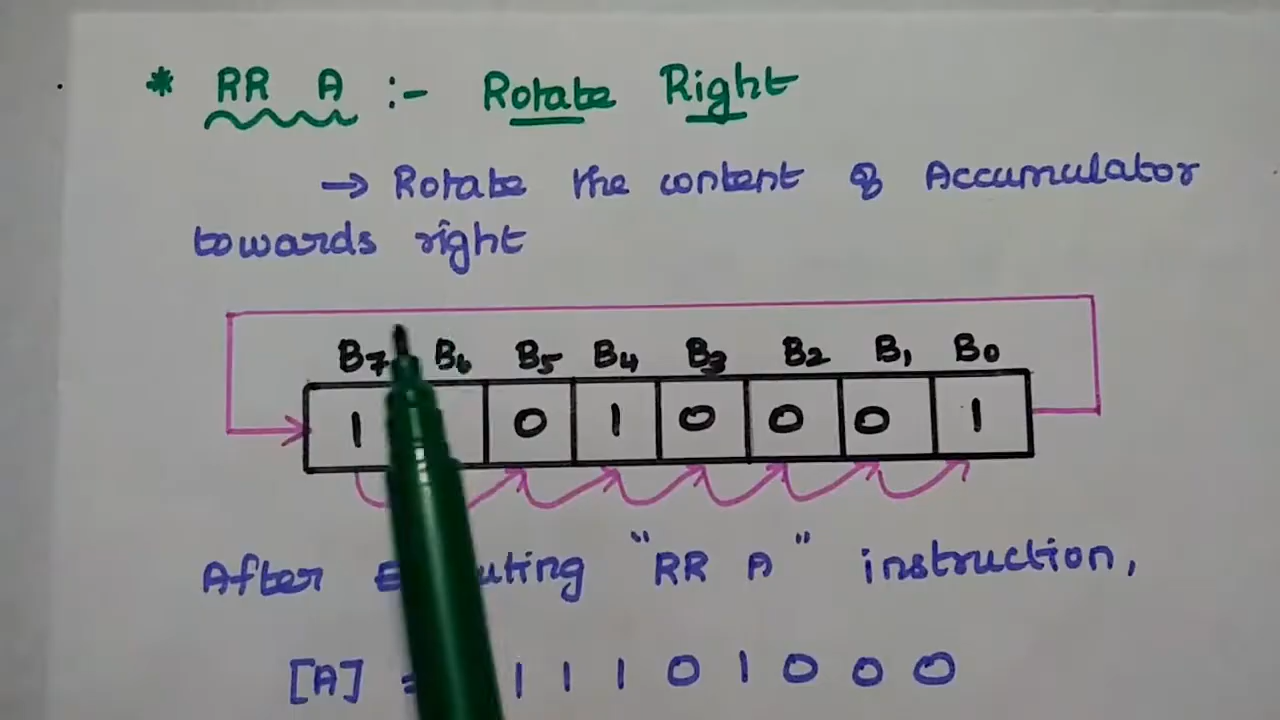 * RR A :- Rotate Right
→ Rotate the content of Accumulator
towards right
B7 B6 B5 B4 B3 B2 B1 B0
1 0 1 0 0 0 1
After "RR A" instruction,
[A] = 1 1 1 0 1 0 0 0